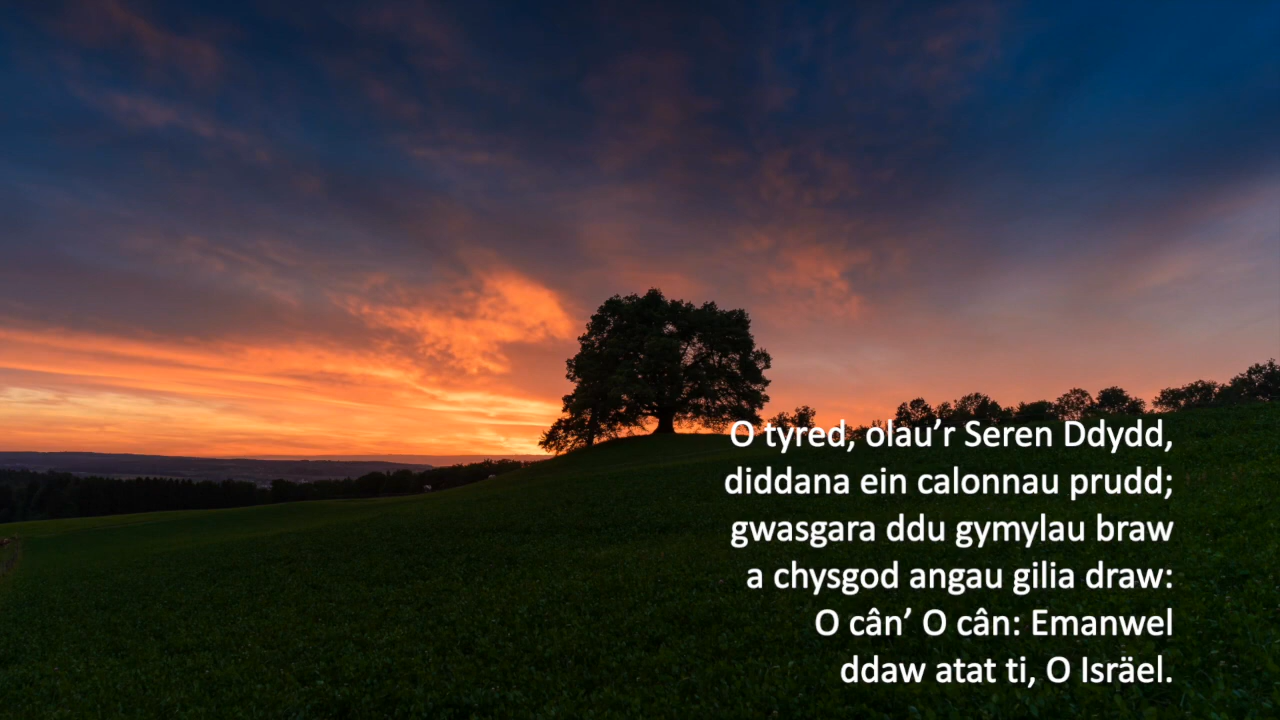 O tyred, olau’r Seren Ddydd,
diddana ein calonnau prudd;
gwasgara ddu gymylau braw
a chysgod angau gilia draw:
O cân’ O cân: Emanwel
ddaw atat ti, O Isräel.